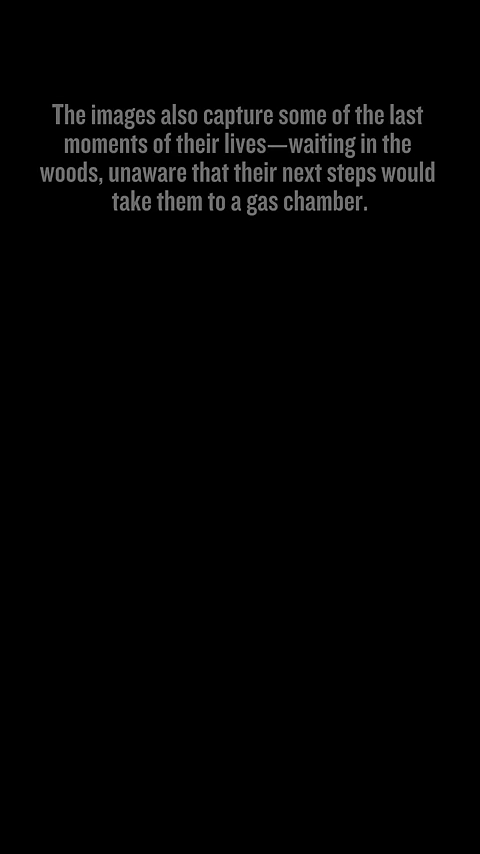 The images also capture some of the last
moments of their lives—waiting in the
woods, unaware that their next steps would
take them to a gas chamber.